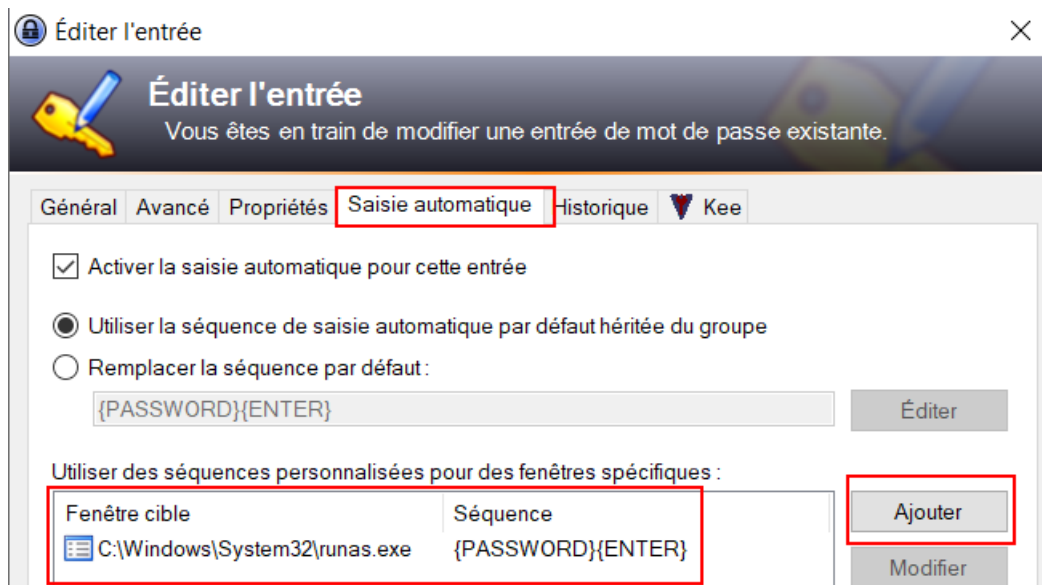 Éditer l'entrée
Éditer l'entrée
Vous êtes en train de modifier une entrée de mot de passe existante.
Général Avancé Propriétés Saisie automatique Historique Kee
Activer la saisie automatique pour cette entrée
Utiliser la séquence de saisie automatique par défaut héritée du groupe
Remplacer la séquence par défaut :
{PASSWORD}{ENTER} Éditer
Utiliser des séquences personnalisées pour des fenêtres spécifiques :
Fenêtre cible Séquence Ajouter
C:\Windows\System32\runas.exe {PASSWORD}{ENTER}
Modifier